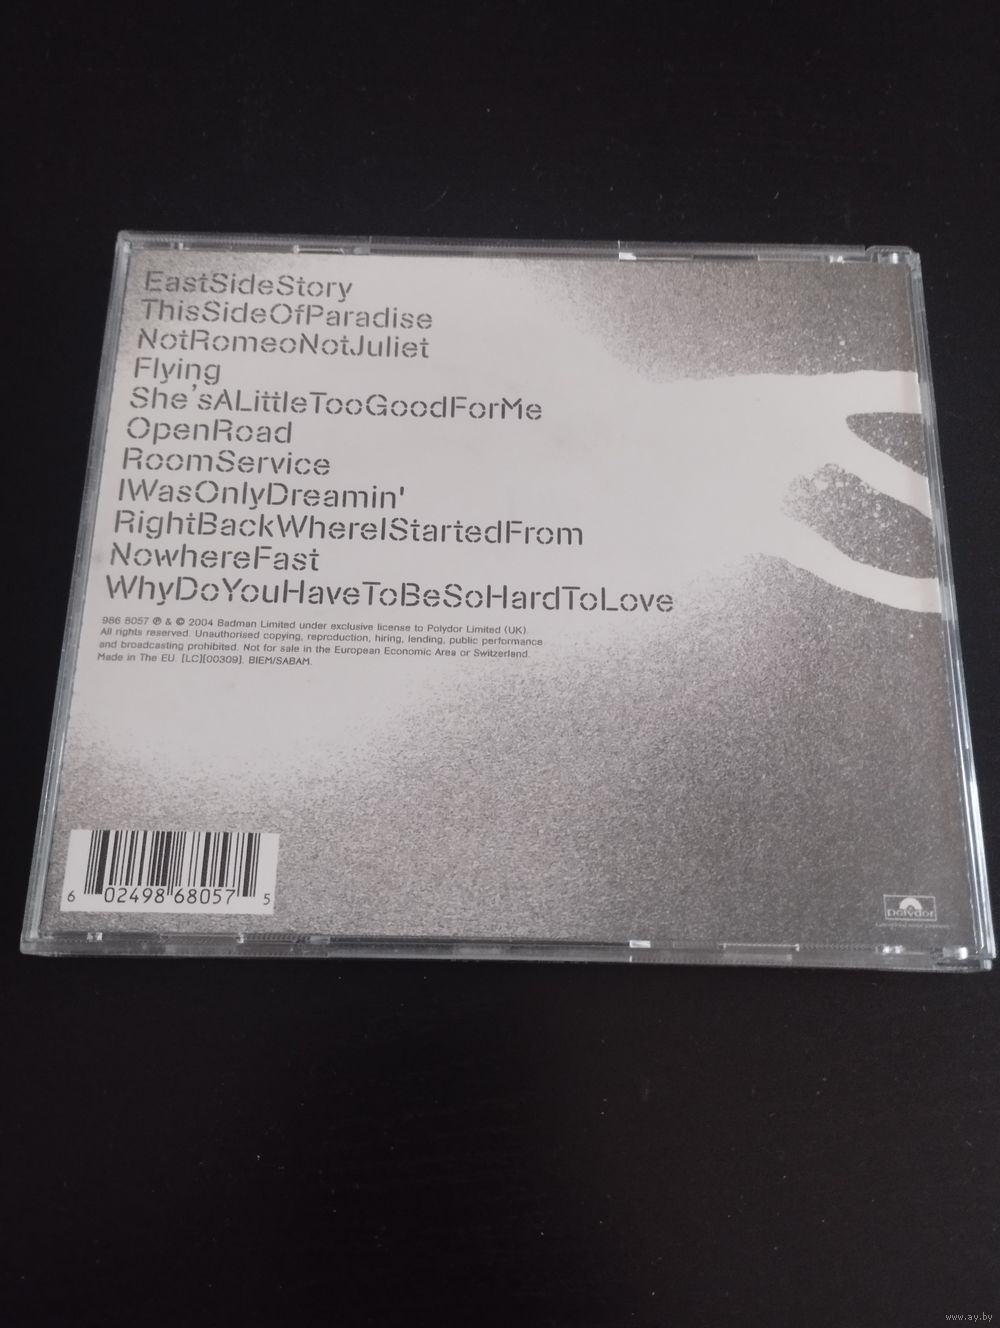 EastSideStory
ThisSideOfParadise
NotRomeoNotJuliet
Flying
She'sALittleTooGoodForMe
OpenRoad
RoomService
IWasOnlyDreamin'
RightBackWhereIStartedFrom
NowhereFast
WhyDoYouHaveToBeSoHardToLove
986 8057 ℗ & © 2004 Badman Limited under exclusive license to Polydor Limited (UK).
All rights reserved. Unauthorised copying, reproduction, hiring, lending, public performance
and broadcasting prohibited. Not for sale in the European Economic Area or Switzerland.
Made in The EU. [LC][00309]. BIEM/SABAM.
6 02498 68057 5
Polydor
www.ay.by